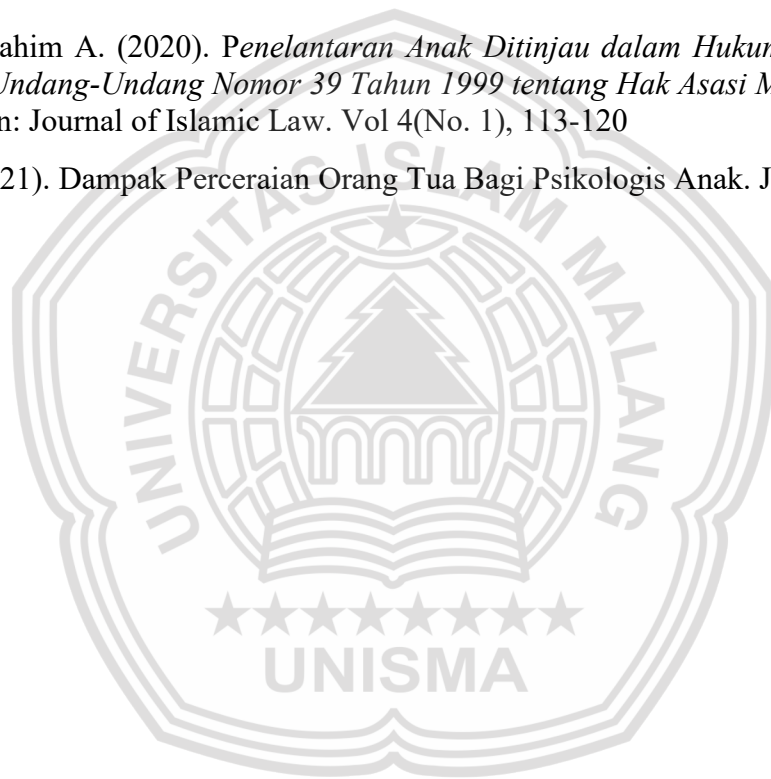 ahim A. (2020). Penelantaran Anak Ditinjau dalam Hukum
Undang-Undang Nomor 39 Tahun 1999 tentang Hak Asasi M
n: Journal of Islamic Law. Vol 4(No. 1), 113-120
21). Dampak Perceraian Orang Tua Bagi Psikologis Anak. J
UNIVERSITAS ISLAM MALANG
UNISMA